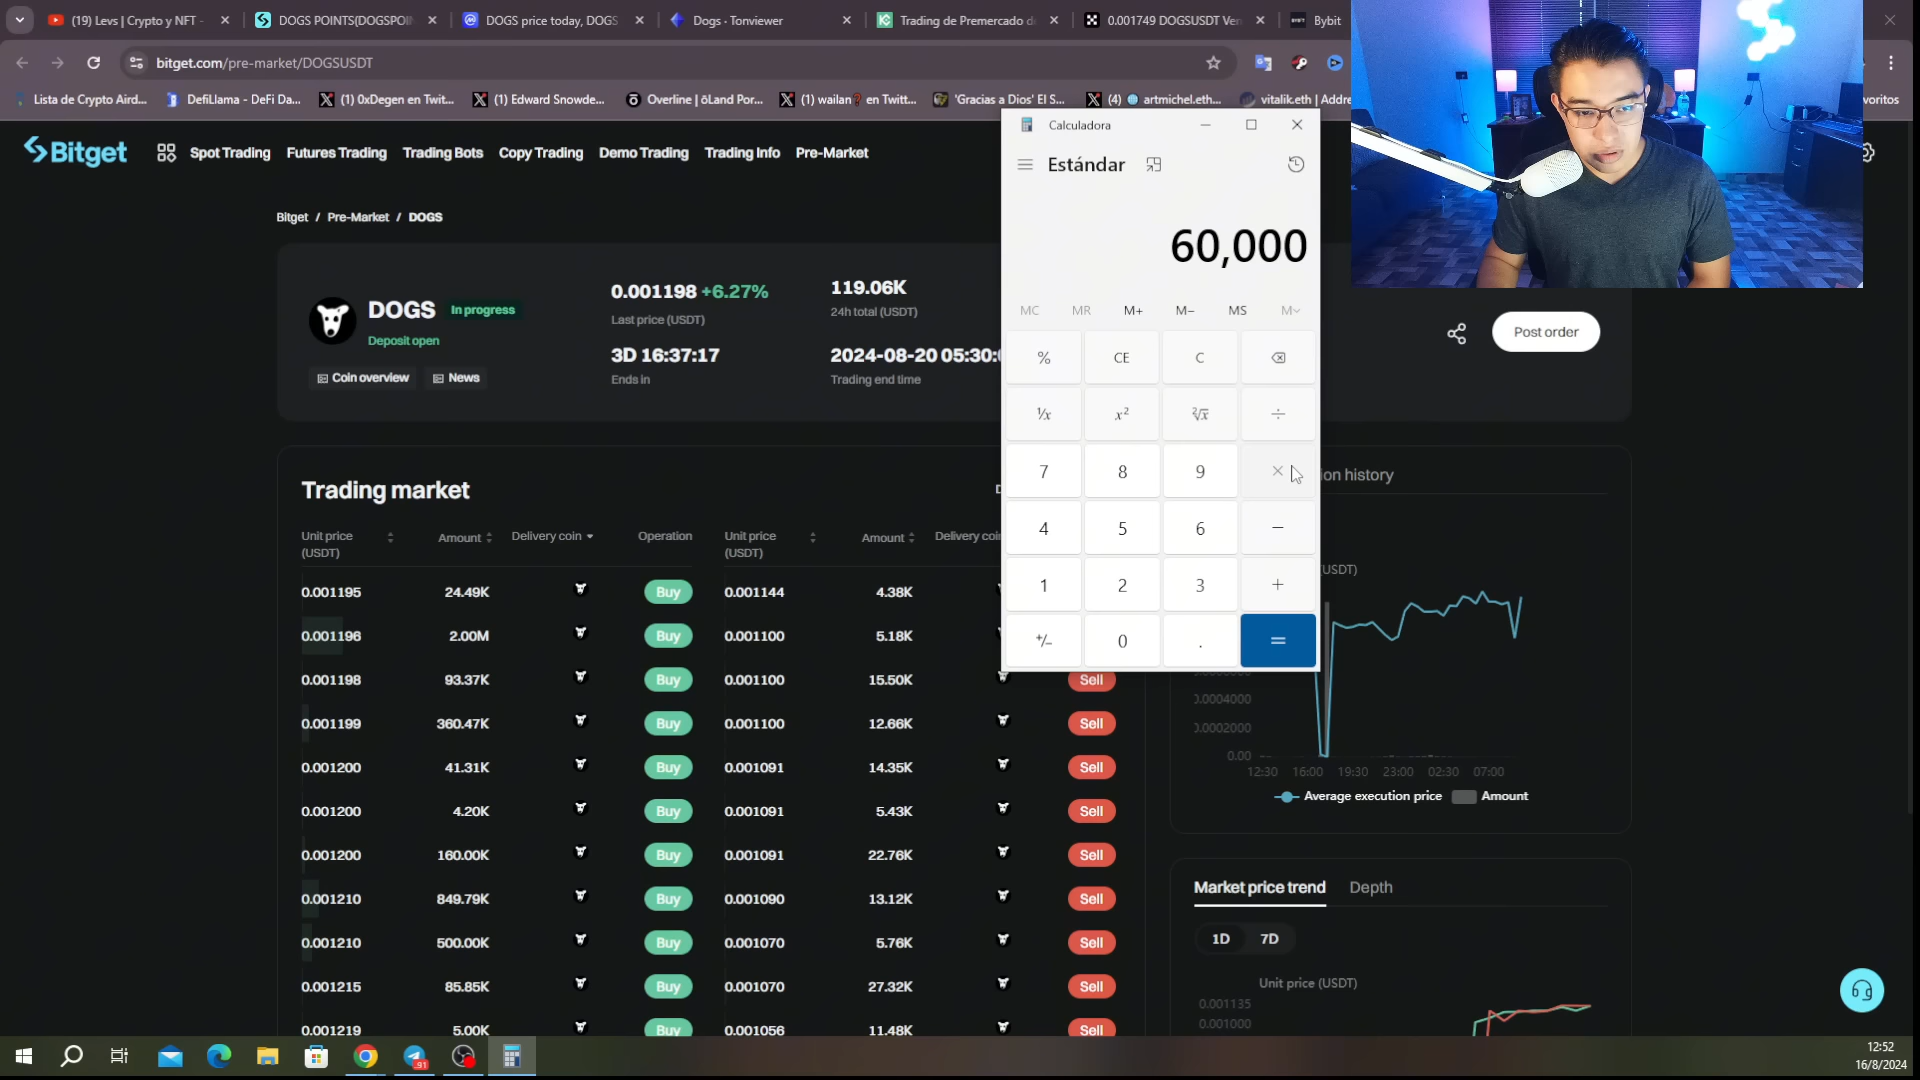 (19) Levs | Crypto y NFT -
DOGS POINTS(DOGSPOIN
DOGS price today, DOGS
Dogs · Tonviewer
Trading de Premercado d
0.001749 DOGSUSDT Ven
Bybit
bitget.com/pre-market/DOGSUSDT
Lista de Crypto Aird...
DefiLlama - DeFi Da...
(1) 0xDegen en Twit...
(1) Edward Snowde...
Overline | ōLand Por...
(1) wailan❓ en Twitt...
'Gracias a Dios' El S...
(4) artmichel.eth...
vitalik.eth | Addre
voritos
Bitget
Spot Trading
Futures Trading
Trading Bots
Copy Trading
Demo Trading
Trading Info
Pre-Market
Bitget / Pre-Market / DOGS
DOGS
In progress
Deposit open
Coin overview
News
0.001198 +6.27%
Last price (USDT)
3D 16:37:17
Ends in
119.06K
24h total (USDT)
2024-08-20 05:30:
Trading end time
Post order
Calculadora
Estándar
60,000
MC MR M+ M− MS M˅
% CE C
¹/x x² ²√x ÷
7 8 9 ×
4 5 6 −
1 2 3 +
+/− 0 . =
Trading market
Unit price
(USDT)
Amount
Delivery coin
Operation
Unit price
(USDT)
Amount
Delivery coi
0.001195 24.49K Buy 0.001144 4.38K
0.001196 2.00M Buy 0.001100 5.18K
0.001198 93.37K Buy 0.001100 15.50K Sell
0.001199 360.47K Buy 0.001100 12.66K Sell
0.001200 41.31K Buy 0.001091 14.35K Sell
0.001200 4.20K Buy 0.001091 5.43K Sell
0.001200 160.00K Buy 0.001091 22.76K Sell
0.001210 849.79K Buy 0.001090 13.12K Sell
0.001210 500.00K Buy 0.001070 5.76K Sell
0.001215 85.85K Buy 0.001070 27.32K Sell
0.001219 5.00K Buy 0.001056 11.48K Sell
ion history
USDT)
0.0004000
0.0002000
0.00
12:30 16:00 19:30 23:00 02:30 07:00
Average execution price
Amount
Market price trend
Depth
1D 7D
Unit price (USDT)
0.001135
0.001000
91
12:52
16/8/2024